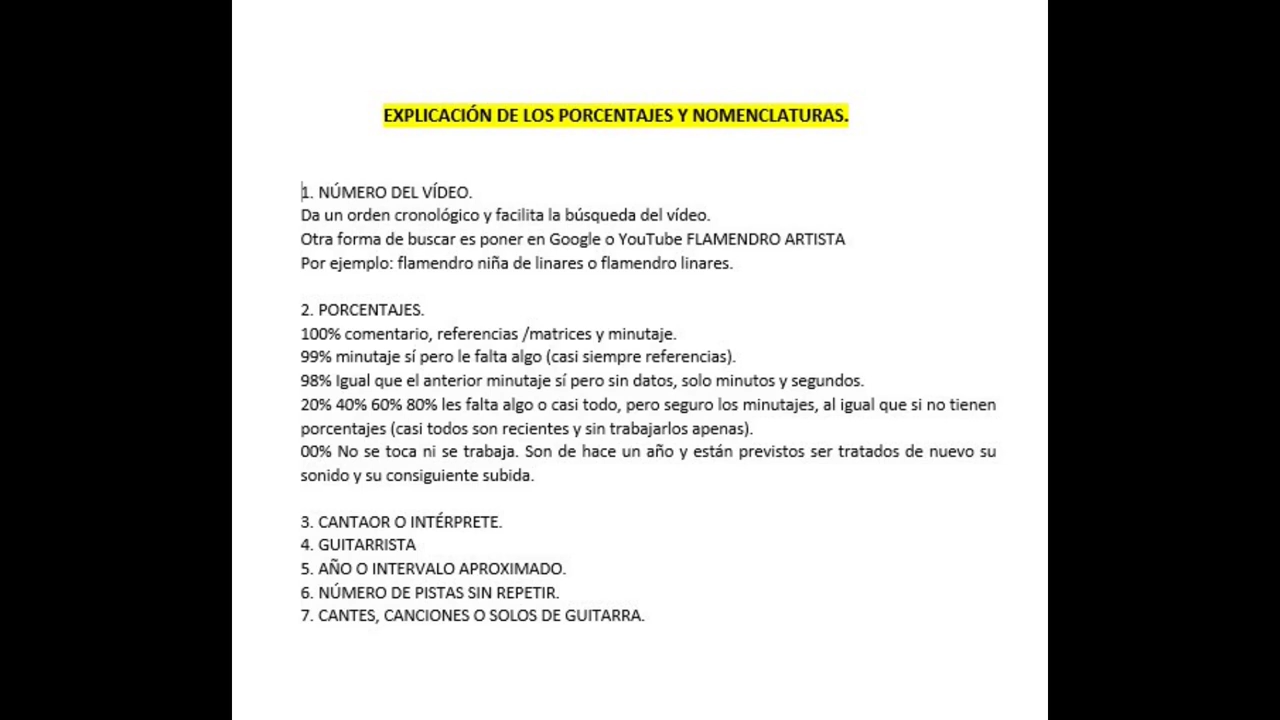 EXPLICACIÓN DE LOS PORCENTAJES Y NOMENCLATURAS.
1. NÚMERO DEL VÍDEO.
Da un orden cronológico y facilita la búsqueda del vídeo.
Otra forma de buscar es poner en Google o YouTube FLAMENDRO ARTISTA
Por ejemplo: flamendro niña de linares o flamendro linares.
2. PORCENTAJES.
100% comentario, referencias /matrices y minutaje.
99% minutaje sí pero le falta algo (casi siempre referencias).
98% Igual que el anterior minutaje sí pero sin datos, solo minutos y segundos.
20% 40% 60% 80% les falta algo o casi todo, pero seguro los minutajes, al igual que si no tienen
porcentajes (casi todos son recientes y sin trabajarlos apenas).
00% No se toca ni se trabaja. Son de hace un año y están previstos ser tratados de nuevo su
sonido y su consiguiente subida.
3. CANTAOR O INTÉRPRETE.
4. GUITARRISTA
5. AÑO O INTERVALO APROXIMADO.
6. NÚMERO DE PISTAS SIN REPETIR.
7. CANTES, CANCIONES O SOLOS DE GUITARRA.